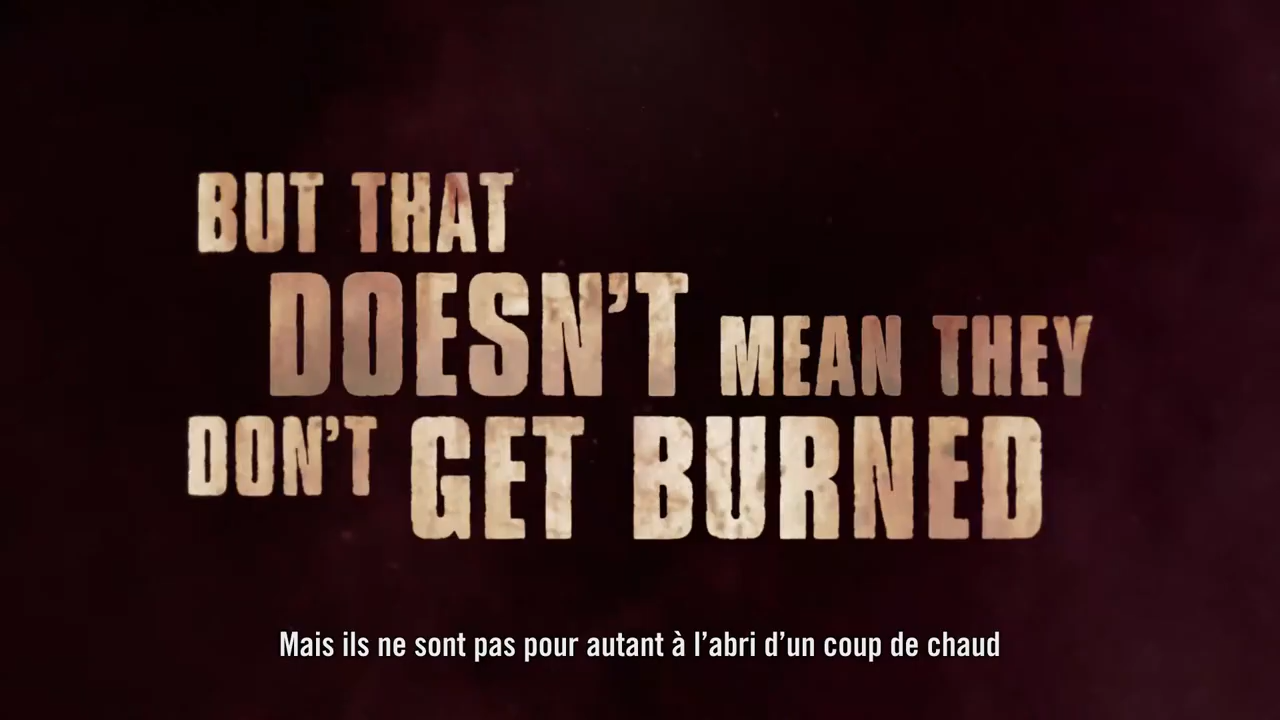 BUT THAT
DOESN'T MEAN THEY
DON'T GET BURNED
Mais ils ne sont pas pour autant à l'abri d'un coup de chaud